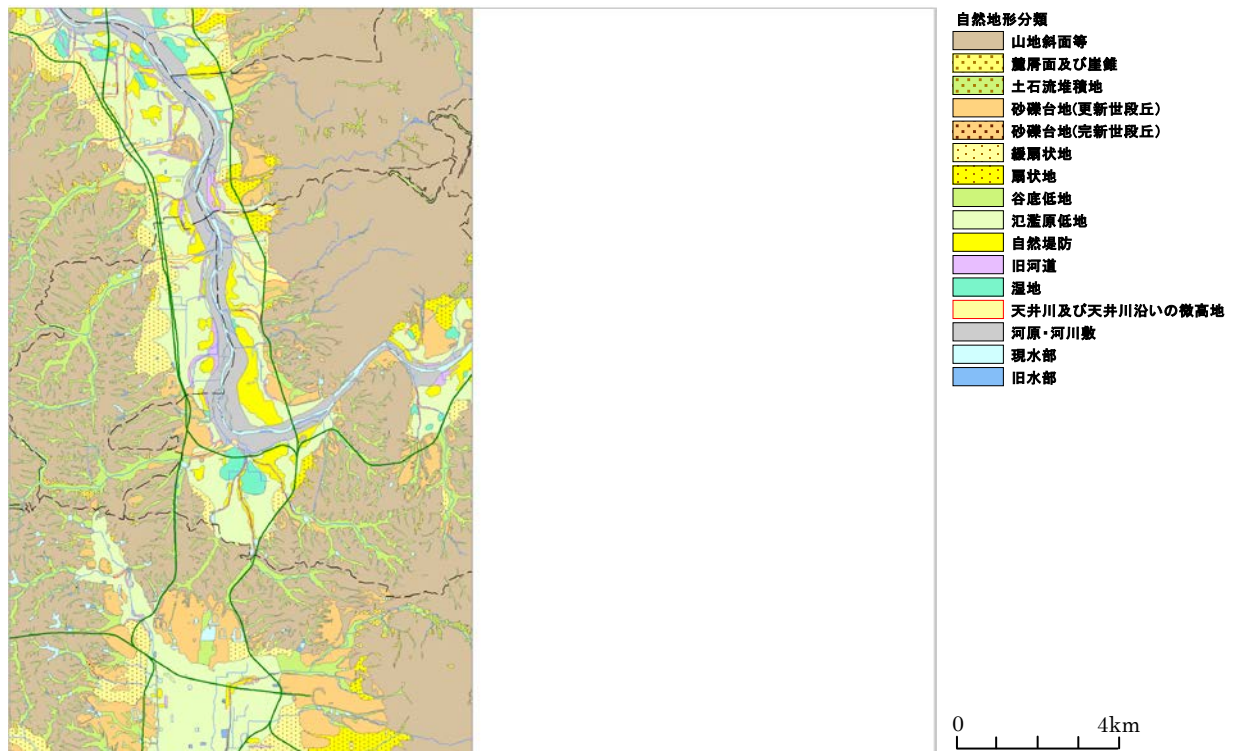 自然地形分類
山地斜面等
麓屑面及び崖錐
土石流堆積地
砂礫台地(更新世段丘)
砂礫台地(完新世段丘)
緩扇状地
扇状地
谷底低地
氾濫原低地
自然堤防
旧河道
湿地
天井川及び天井川沿いの微高地
河原・河川敷
現水部
旧水部
0 4km